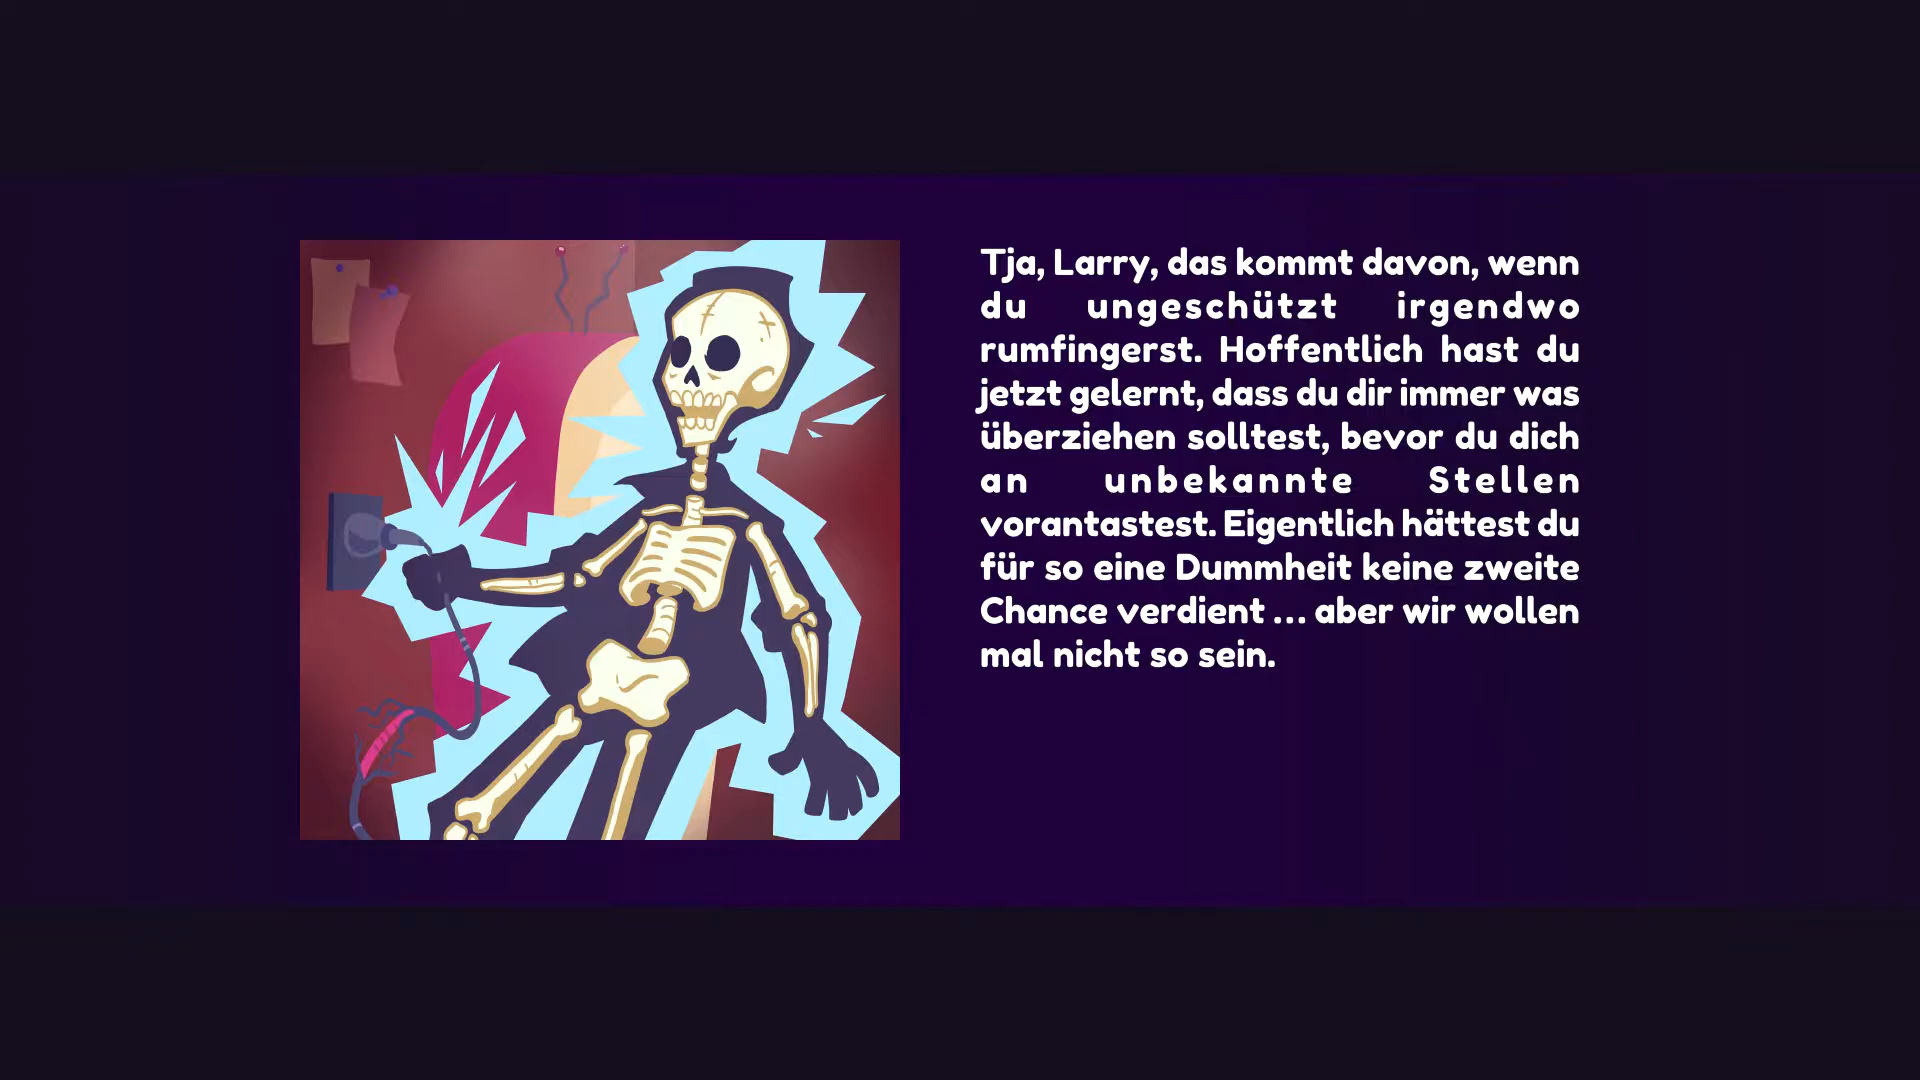 Tja, Larry, das kommt davon, wenn
du ungeschützt irgendwo
rumfingerst. Hoffentlich hast du
jetzt gelernt, dass du dir immer was
überziehen solltest, bevor du dich
an unbekannte Stellen
vorantastest. Eigentlich hättest du
für so eine Dummheit keine zweite
Chance verdient ... aber wir wollen
mal nicht so sein.